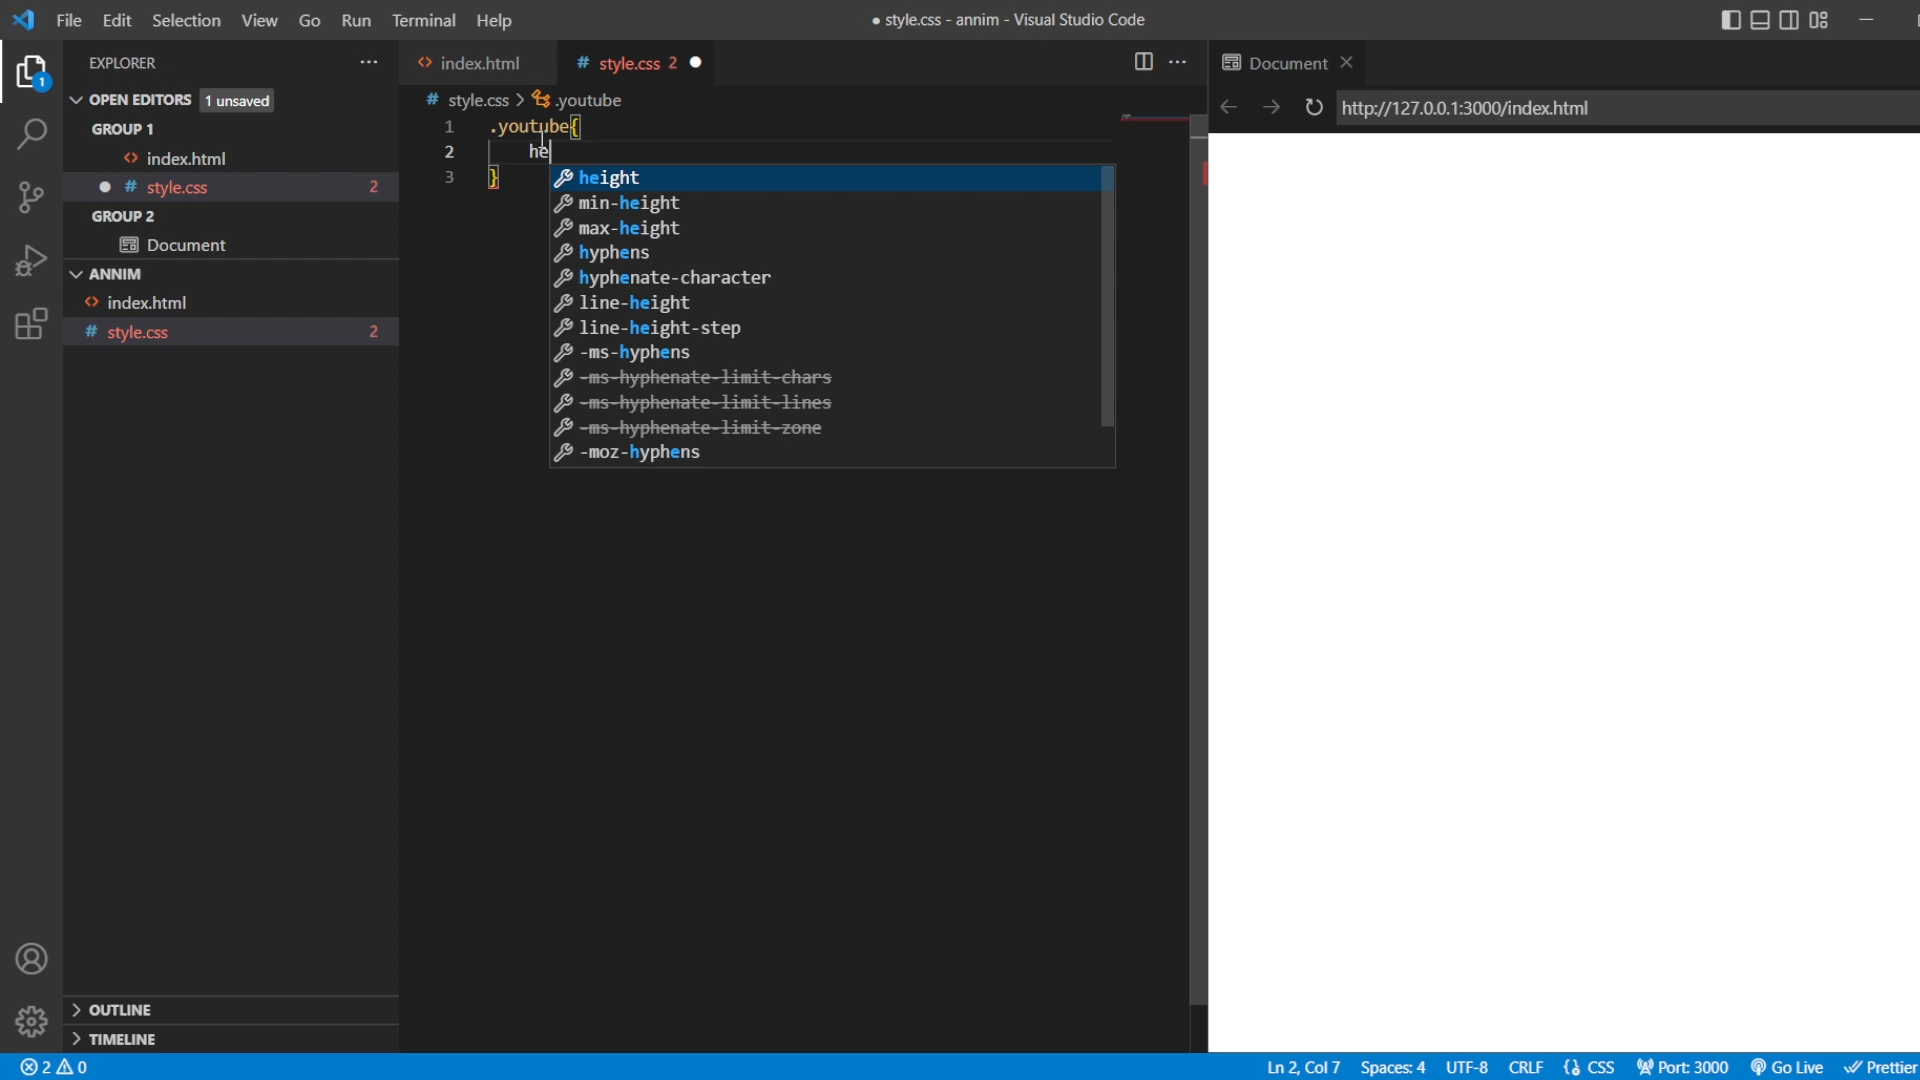 File Edit Selection View Go Run Terminal Help
● style.css - annim - Visual Studio Code
EXPLORER
OPEN EDITORS 1 unsaved
GROUP 1
index.html
style.css 2
GROUP 2
Document
ANNIM
index.html
# style.css 2
OUTLINE
TIMELINE
1
index.html # style.css 2
# style.css > .youtube
1 .youtube{
2 he
3 }
height
min-height
max-height
hyphens
hyphenate-character
line-height
line-height-step
-ms-hyphens
-ms-hyphenate-limit-chars
-ms-hyphenate-limit-lines
-ms-hyphenate-limit-zone
-moz-hyphens
Document
http://127.0.0.1:3000/index.html
2 0 Ln 2, Col 7 Spaces: 4 UTF-8 CRLF {} CSS Port: 3000 Go Live Prettier